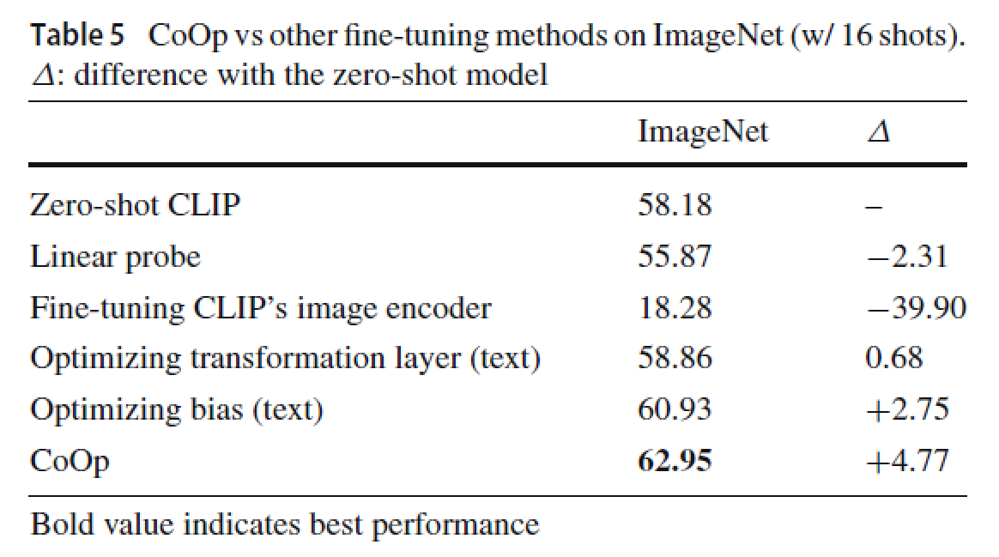 Table 5 CoOp vs other fine-tuning methods on ImageNet (w/ 16 shots).
Δ: difference with the zero-shot model
ImageNet Δ
Zero-shot CLIP 58.18 –
Linear probe 55.87 −2.31
Fine-tuning CLIP's image encoder 18.28 −39.90
Optimizing transformation layer (text) 58.86 0.68
Optimizing bias (text) 60.93 +2.75
CoOp 62.95 +4.77
Bold value indicates best performance